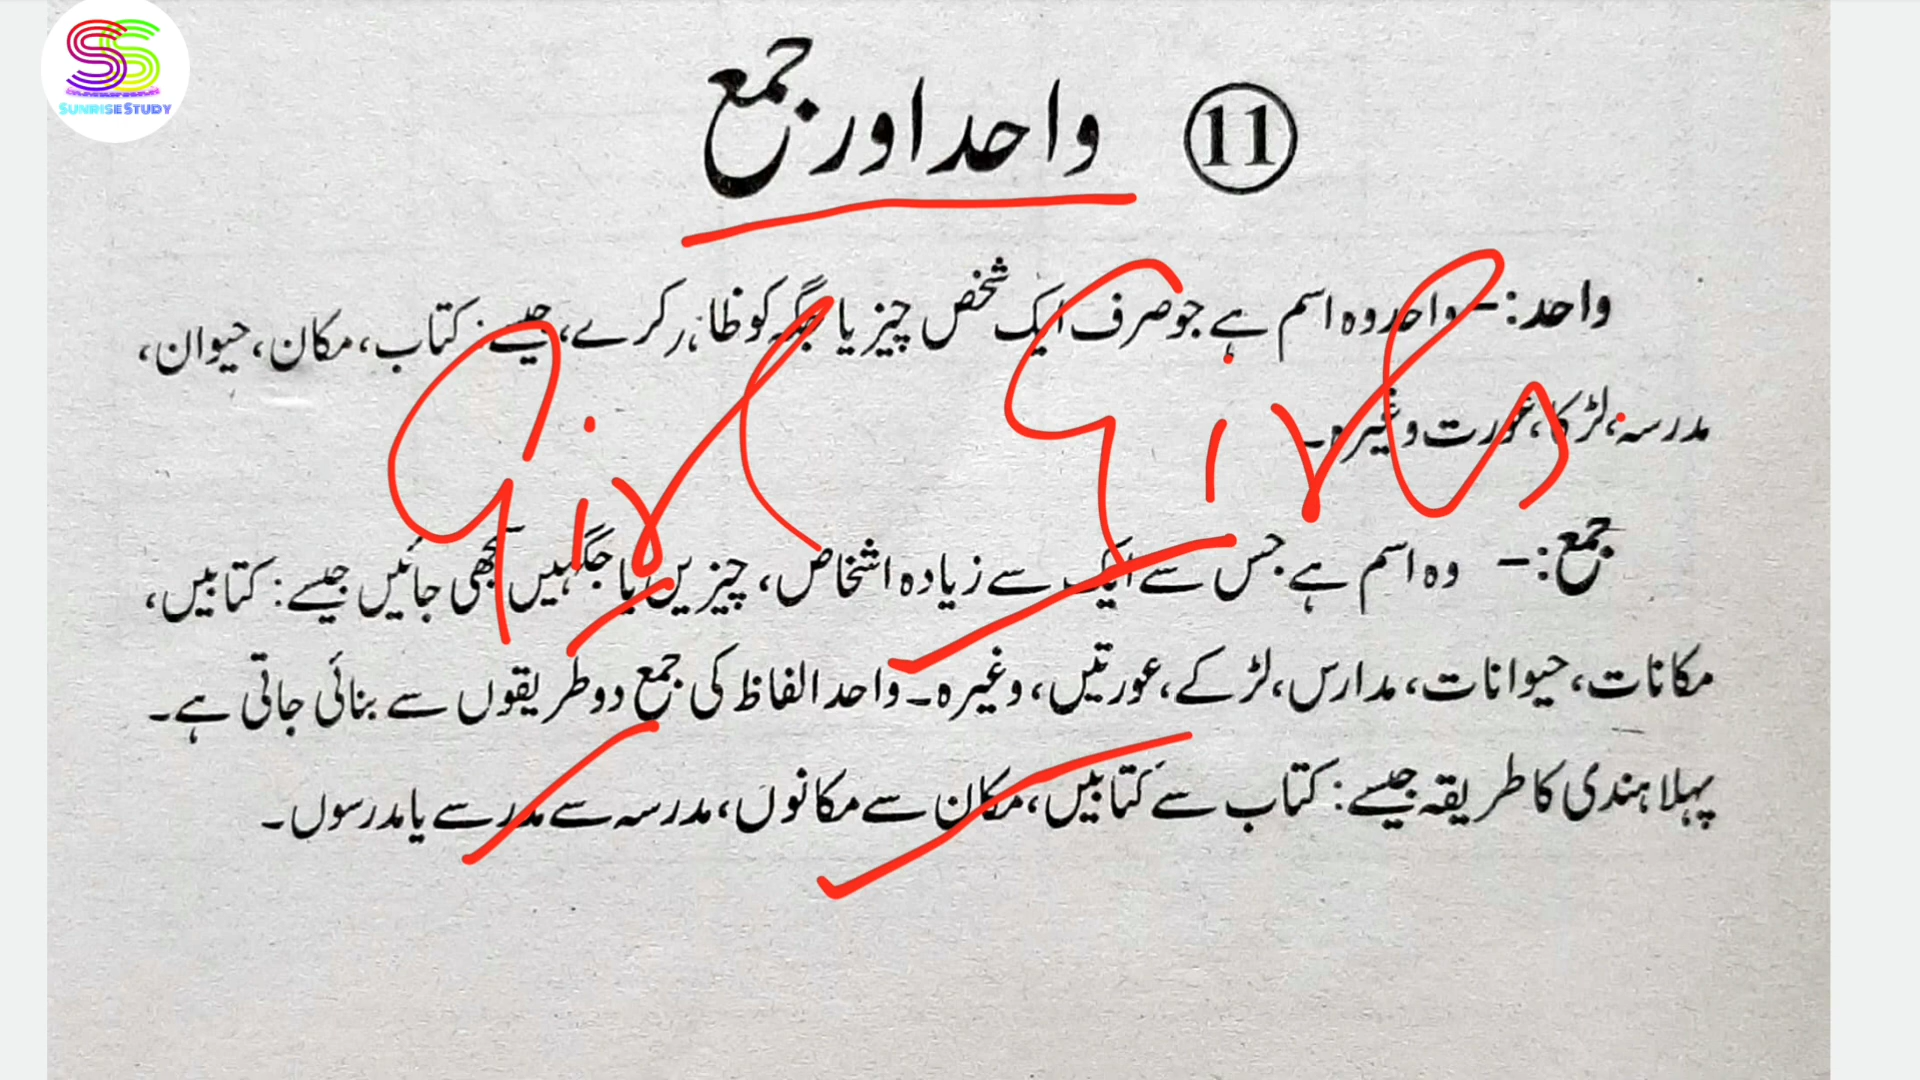 SS
SUNRISE STUDY
11 واحد اور جمع
واحد:- واحد وہ اسم ہے جو صرف ایک شخص چیز یا جگہ کو ظاہر کرے، جیسے: کتاب، مکان، حیوان،
مدرسہ، لڑکا، عورت وغیرہ۔
Girl Girls
جمع:- وہ اسم ہے جس سے ایک سے زیادہ اشخاص، چیزیں یا جگہیں سمجھی جائیں جیسے: کتابیں،
مکانات، حیوانات، مدارس، لڑکے، عورتیں، وغیرہ۔ واحد الفاظ کی جمع دو طریقوں سے بنائی جاتی ہے۔
پہلا ہندی کا طریقہ جیسے: کتاب سے کتابیں، مکان سے مکانوں، مدرسہ سے مدرسے یا مدرسوں۔